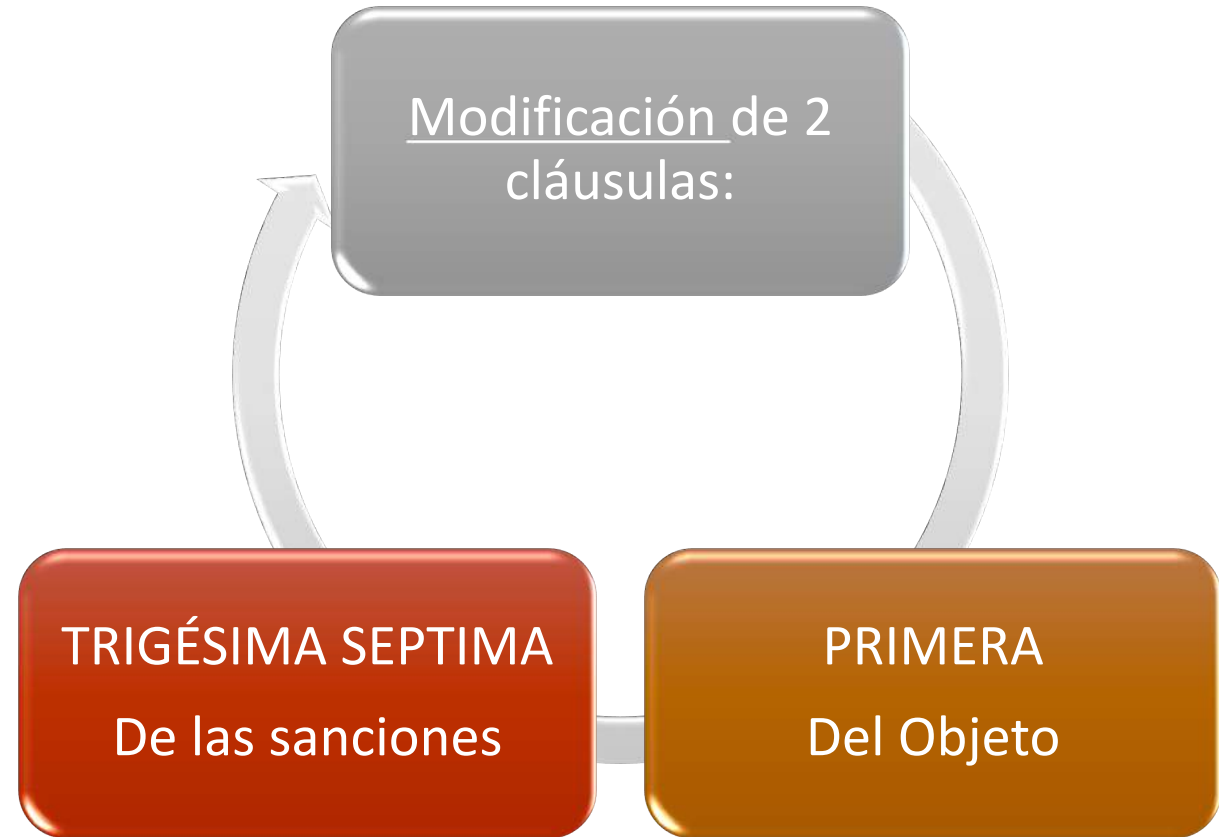 Modificación de 2
cláusulas:
TRIGÉSIMA SEPTIMA
De las sanciones
PRIMERA
Del Objeto